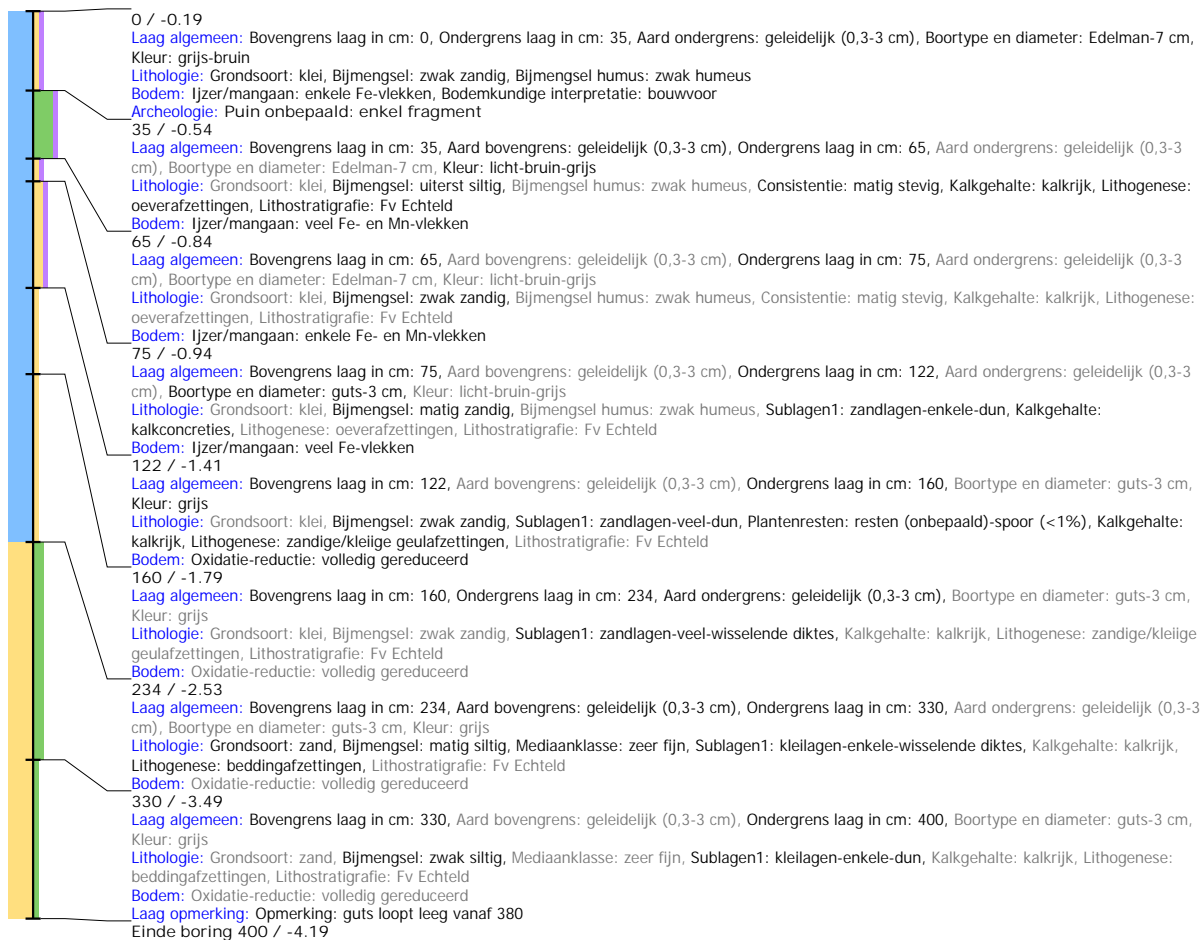 0 / -0.19
Laag algemeen: Bovengrens laag in cm: 0, Ondergrens laag in cm: 35, Aard ondergrens: geleidelijk (0,3-3 cm), Boortype en diameter: Edelman-7 cm,
Kleur: grijs-bruin
Lithologie: Grondsoort: klei, Bijmengsel: zwak zandig, Bijmengsel humus: zwak humeus
Bodem: Ijzer/mangaan: enkele Fe-vlekken, Bodemkundige interpretatie: bouwvoor
Archeologie: Puin onbepaald: enkel fragment
35 / -0.54
Laag algemeen: Bovengrens laag in cm: 35, Aard bovengrens: geleidelijk (0,3-3 cm), Ondergrens laag in cm: 65, Aard ondergrens: geleidelijk (0,3-3
cm), Boortype en diameter: Edelman-7 cm, Kleur: licht-bruin-grijs
Lithologie: Grondsoort: klei, Bijmengsel: uiterst siltig, Bijmengsel humus: zwak humeus, Consistentie: matig stevig, Kalkgehalte: kalkrijk, Lithogenese:
oeverafzettingen, Lithostratigrafie: Fv Echteld
Bodem: Ijzer/mangaan: veel Fe- en Mn-vlekken
65 / -0.84
Laag algemeen: Bovengrens laag in cm: 65, Aard bovengrens: geleidelijk (0,3-3 cm), Ondergrens laag in cm: 75, Aard ondergrens: geleidelijk (0,3-3
cm), Boortype en diameter: Edelman-7 cm, Kleur: licht-bruin-grijs
Lithologie: Grondsoort: klei, Bijmengsel: zwak zandig, Bijmengsel humus: zwak humeus, Consistentie: matig stevig, Kalkgehalte: kalkrijk, Lithogenese:
oeverafzettingen, Lithostratigrafie: Fv Echteld
Bodem: Ijzer/mangaan: enkele Fe- en Mn-vlekken
75 / -0.94
Laag algemeen: Bovengrens laag in cm: 75, Aard bovengrens: geleidelijk (0,3-3 cm), Ondergrens laag in cm: 122, Aard ondergrens: geleidelijk (0,3-3
cm), Boortype en diameter: guts-3 cm, Kleur: licht-bruin-grijs
Lithologie: Grondsoort: klei, Bijmengsel: matig zandig, Bijmengsel humus: zwak humeus, Sublagen1: zandlagen-enkele-dun, Kalkgehalte:
kalkconcreties, Lithogenese: oeverafzettingen, Lithostratigrafie: Fv Echteld
Bodem: Ijzer/mangaan: veel Fe-vlekken
122 / -1.41
Laag algemeen: Bovengrens laag in cm: 122, Aard bovengrens: geleidelijk (0,3-3 cm), Ondergrens laag in cm: 160, Boortype en diameter: guts-3 cm,
Kleur: grijs
Lithologie: Grondsoort: klei, Bijmengsel: zwak zandig, Sublagen1: zandlagen-veel-dun, Plantenresten: resten (onbepaald)-spoor (<1%), Kalkgehalte:
kalkrijk, Lithogenese: zandige/kleiige geulafzettingen, Lithostratigrafie: Fv Echteld
Bodem: Oxidatie-reductie: volledig gereduceerd
160 / -1.79
Laag algemeen: Bovengrens laag in cm: 160, Ondergrens laag in cm: 234, Aard ondergrens: geleidelijk (0,3-3 cm), Boortype en diameter: guts-3 cm,
Kleur: grijs
Lithologie: Grondsoort: klei, Bijmengsel: zwak zandig, Sublagen1: zandlagen-veel-wisselende diktes, Kalkgehalte: kalkrijk, Lithogenese: zandige/kleiige
geulafzettingen, Lithostratigrafie: Fv Echteld
Bodem: Oxidatie-reductie: volledig gereduceerd
234 / -2.53
Laag algemeen: Bovengrens laag in cm: 234, Aard bovengrens: geleidelijk (0,3-3 cm), Ondergrens laag in cm: 330, Aard ondergrens: geleidelijk (0,3-3
cm), Boortype en diameter: guts-3 cm, Kleur: grijs
Lithologie: Grondsoort: zand, Bijmengsel: matig siltig, Mediaanklasse: zeer fijn, Sublagen1: kleilagen-enkele-wisselende diktes, Kalkgehalte: kalkrijk,
Lithogenese: beddingafzettingen, Lithostratigrafie: Fv Echteld
Bodem: Oxidatie-reductie: volledig gereduceerd
330 / -3.49
Laag algemeen: Bovengrens laag in cm: 330, Aard bovengrens: geleidelijk (0,3-3 cm), Ondergrens laag in cm: 400, Boortype en diameter: guts-3 cm,
Kleur: grijs
Lithologie: Grondsoort: zand, Bijmengsel: zwak siltig, Mediaanklasse: zeer fijn, Sublagen1: kleilagen-enkele-dun, Kalkgehalte: kalkrijk, Lithogenese:
beddingafzettingen, Lithostratigrafie: Fv Echteld
Bodem: Oxidatie-reductie: volledig gereduceerd
Laag opmerking: Opmerking: guts loopt leeg vanaf 380
Einde boring 400 / -4.19